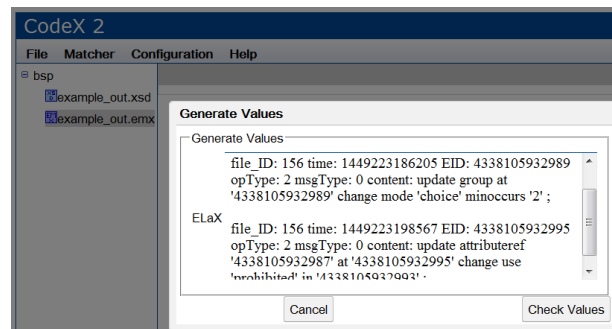 CodeX 2
File Matcher Configuration Help
bsp
example_out.xsd
example_out.emx
Generate Values
Generate Values
file_ID: 156 time: 1449223186205 EID: 4338105932989
opType: 2 msgType: 0 content: update group at
'4338105932989' change mode 'choice' minoccurs '2' ;
ELaX
file_ID: 156 time: 1449223198567 EID: 4338105932995
opType: 2 msgType: 0 content: update attributeref
'4338105932987' at '4338105932995' change use
'prohibited' in '4338105932993' ;
Cancel Check Values